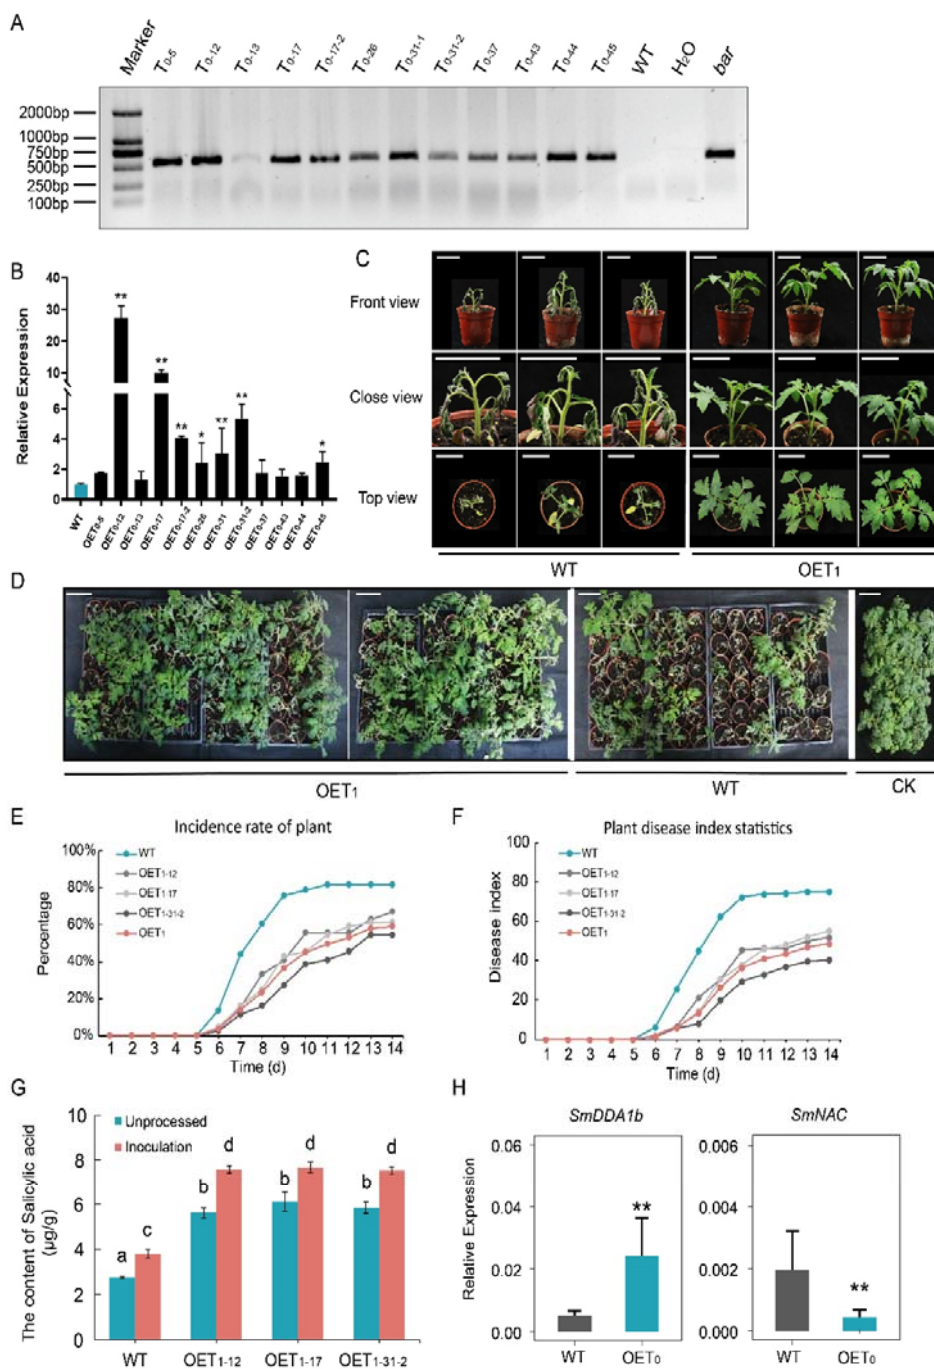 A
Marker T0-5 T0-12 T0-13 T0-17 T0-17-2 T0-26 T0-31-1 T0-31-2 T0-37 T0-43 T0-44 T0-45 WT H2O bar
2000bp
1000bp
750bp
500bp
250bp
100bp
B
Relative Expression
40
30
20
10
6
4
2
0
** ** ** * ** ** *
WT OET0-5 OET0-12 OET0-13 OET0-17 OET0-17-2 OET0-26 OET0-31 OET0-31-2 OET0-37 OET0-43 OET0-44 OET0-45
C
Front view
Close view
Top view
WT OET1
D
OET1 WT CK
E
Incidence rate of plant
Percentage
100%
80%
60%
40%
20%
0%
WT
OET1-12
OET1-17
OET1-31-2
OET1
1 2 3 4 5 6 7 8 9 10 11 12 13 14
Time (d)
F
Plant disease index statistics
Disease index
100
80
60
40
20
0
WT
OET1-12
OET1-17
OET1-31-2
OET1
1 2 3 4 5 6 7 8 9 10 11 12 13 14
Time (d)
G
The content of Salicylic acid
(μg/g)
10
8
6
4
2
0
Unprocessed
Inoculation
a c b d b d b d
WT OET1-12 OET1-17 OET1-31-2
H
SmDDA1b SmNAC
Relative Expression
0.06
0.04
0.02
0.00
**
WT OET0
0.006
0.004
0.002
0.000
**
WT OET0